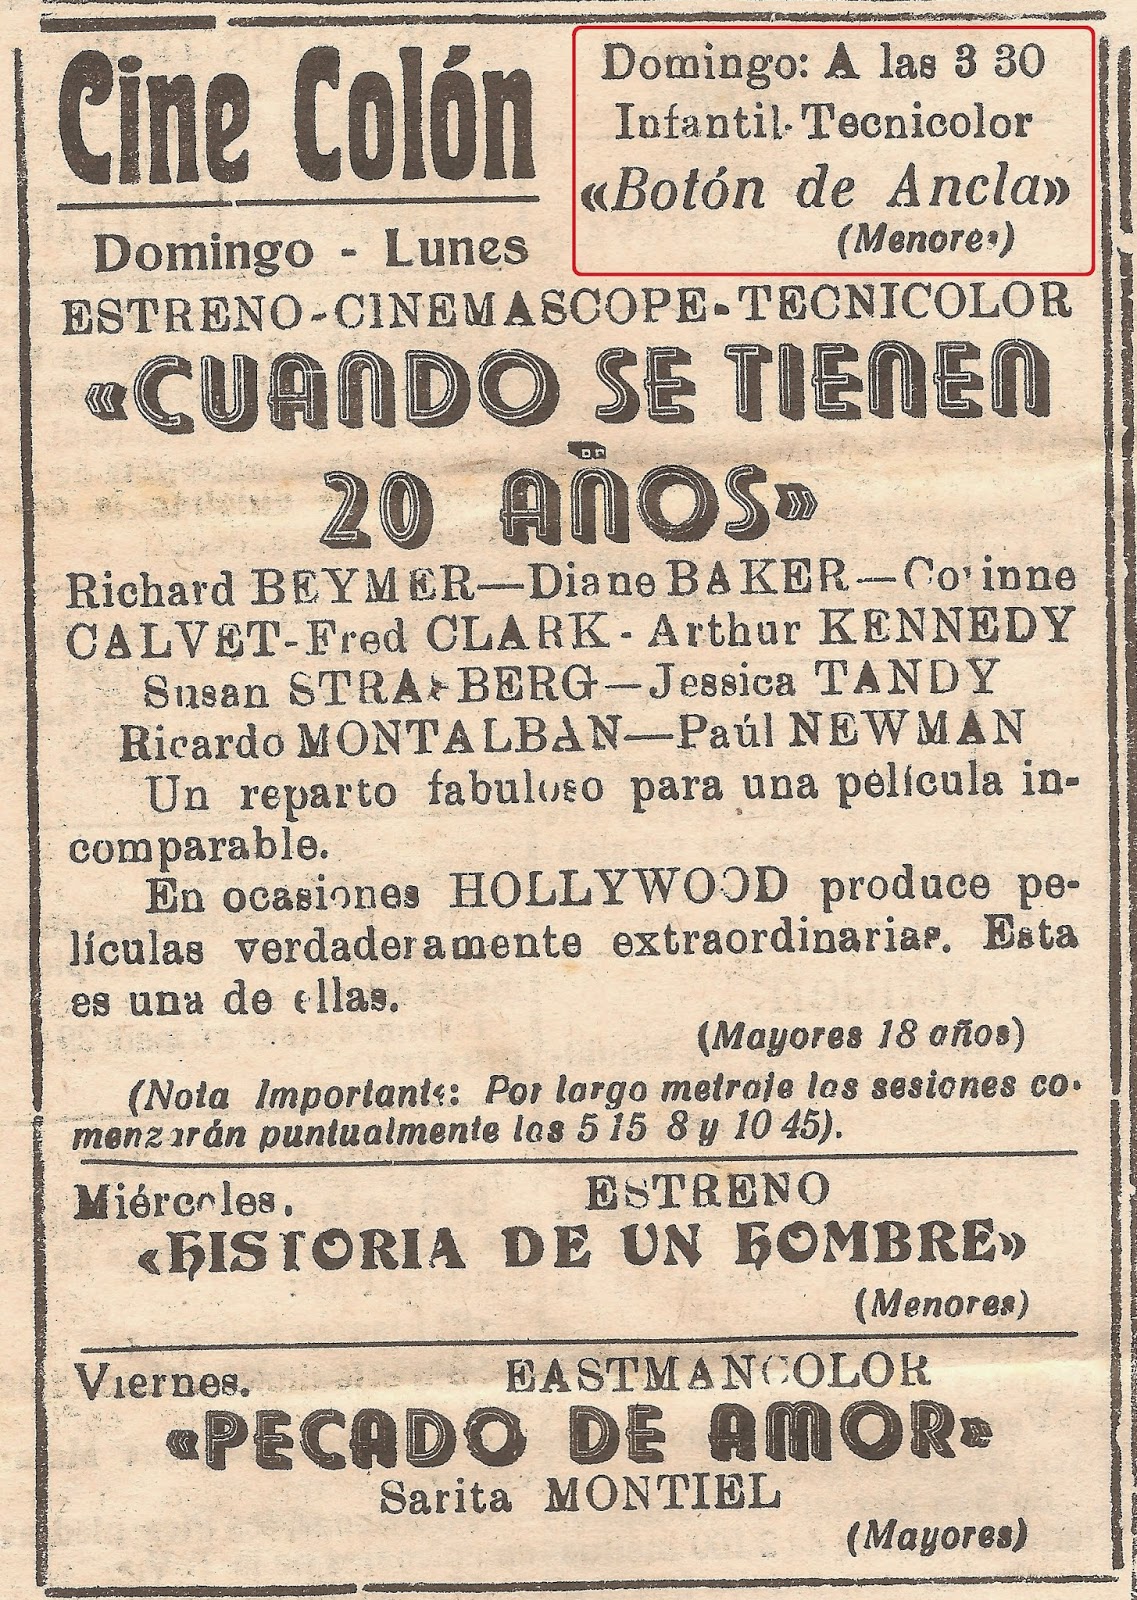 Cine Colón
Domingo: A las 3 30
Infantil-Tecnicolor
«Botón de Ancla»
(Menores)
Domingo - Lunes
ESTRENO-CINEMASCOPE-TECNICOLOR
«CUANDO SE TIENEN
20 AÑOS»
Richard BEYMER—Diane BAKER—Corinne
CALVET-Fred CLARK - Arthur KENNEDY
Susan STRASBERG—Jessica TANDY
Ricardo MONTALBAN—Paúl NEWMAN
Un reparto fabuloso para una película in-
comparable.
En ocasiones HOLLYWOOD produce pe-
lículas verdaderamente extraordinarias. Esta
es una de ellas.
(Mayores 18 años)
(Nota Importante: Por largo metraje las sesiones co-
menzarán puntualmente las 5 15 8 y 10 45).
Miércoles. ESTRENO
«HISTORIA DE UN HOMBRE»
(Menores)
Viernes. EASTMANCOLOR
«PECADO DE AMOR»
Sarita MONTIEL
(Mayores)